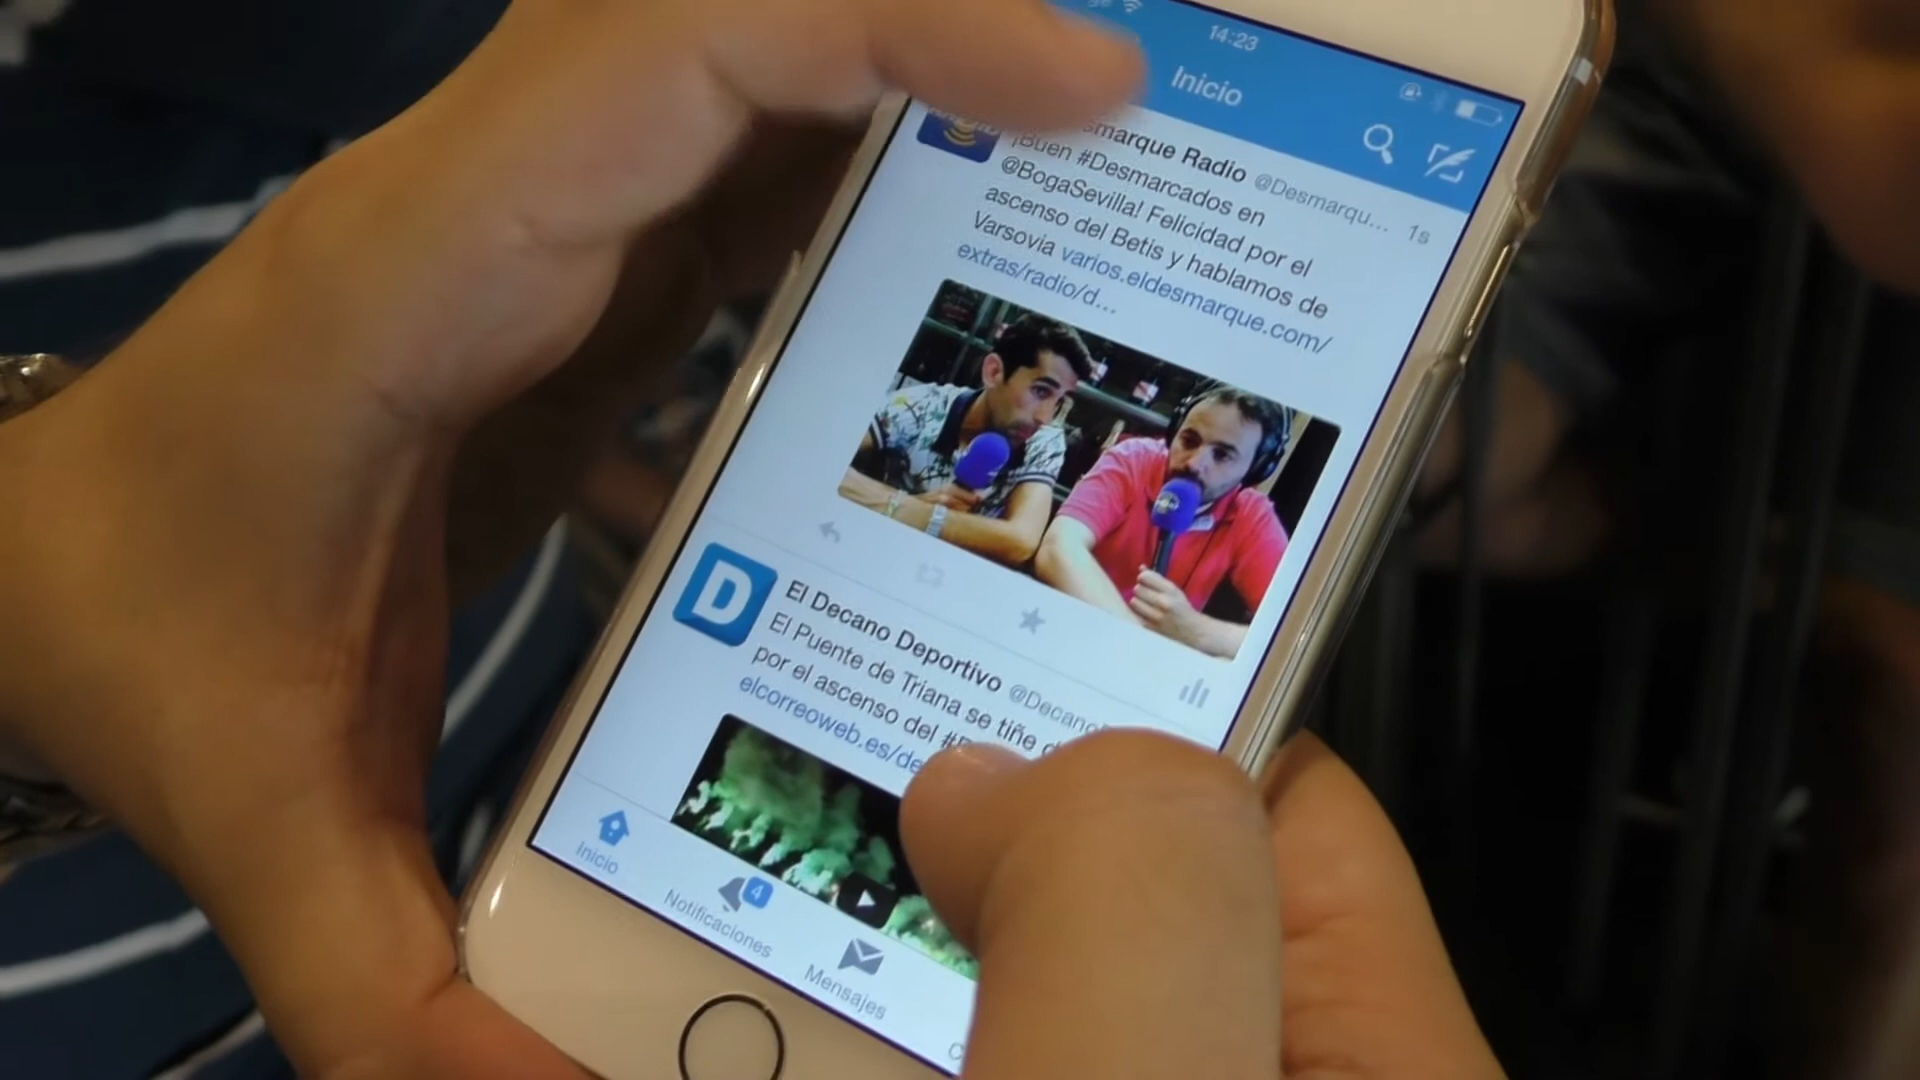 14:23
Inicio
smarque Radio @Desmarqu... 1s
¡Buen #Desmarcados en
@BogaSevilla! Felicidad por el
ascenso del Betis y hablamos de
Varsovia varios.eldesmarque.com/
extras/radio/d...
D
El Decano Deportivo @Decano
El Puente de Triana se tiñe
por el ascenso del
elcorreoweb.es/de
Inicio
4
Notificaciones
Mensajes